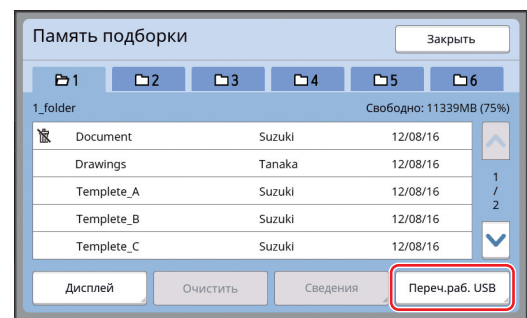 Память подборки Закрыть
1 2 3 4 5 6
1_folder Свободно: 11339MB (75%)
Document Suzuki 12/08/16
Drawings Tanaka 12/08/16
Templete_A Suzuki 12/08/16
Templete_B Suzuki 12/08/16
Templete_C Suzuki 12/08/16
1
/
2
Дисплей Очистить Сведения Переч.раб. USB